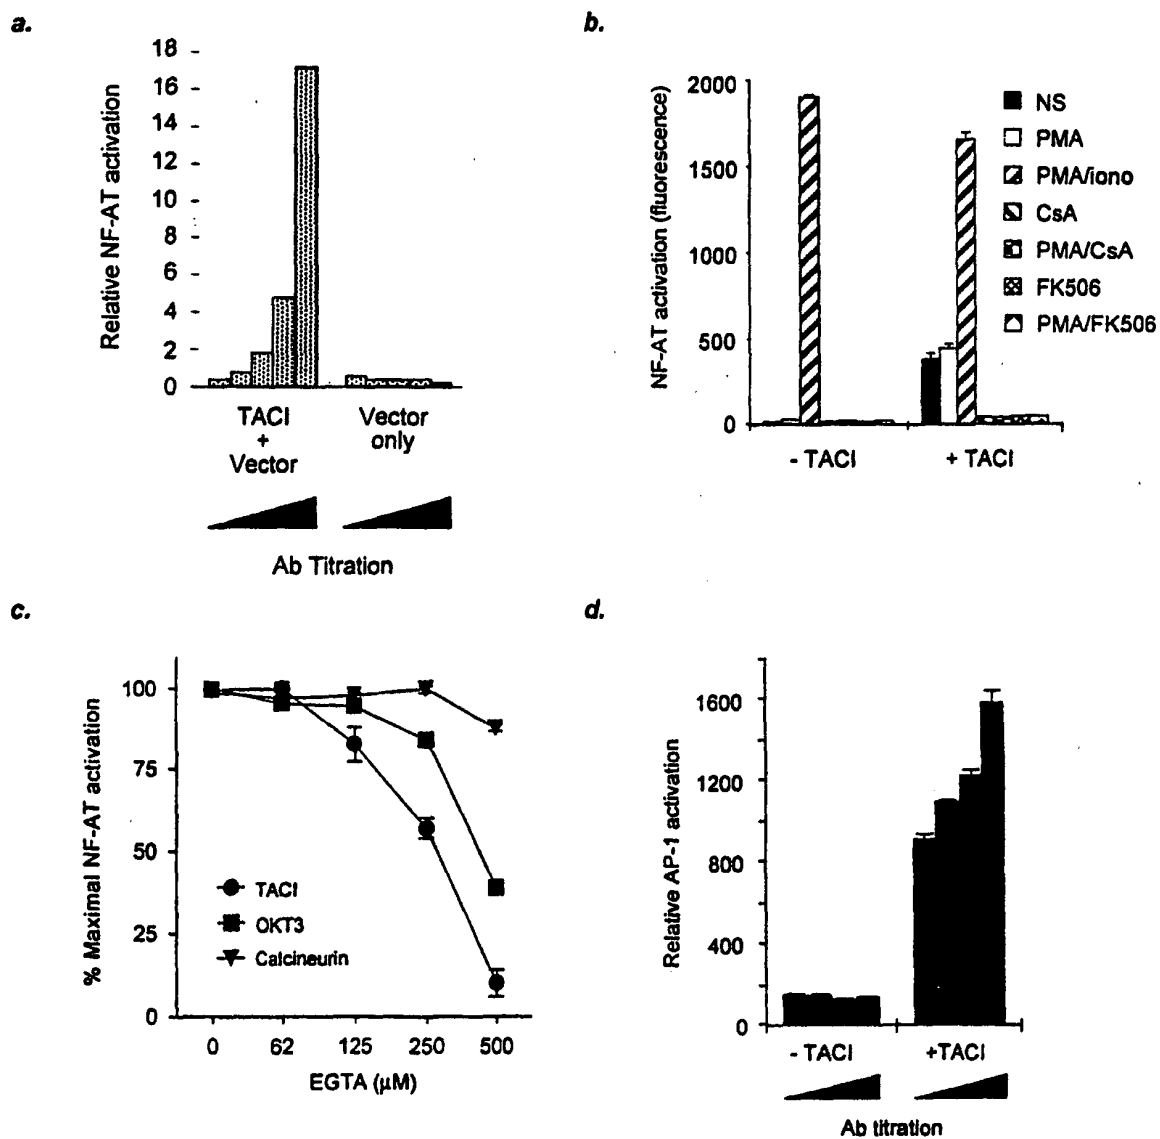 a.
Relative NF-AT activation
18
16
14
12
10
8
6
4
2
0
TACI
+
Vector
Vector
only
Ab Titration
b.
NF-AT activation (fluorescence)
2000
1500
1000
500
0
- TACI
+ TACI
NS
PMA
PMA/iono
CsA
PMA/CsA
FK506
PMA/FK506
c.
% Maximal NF-AT activation
100
75
50
25
0
TACI
OKT3
Calcineurin
0 62 125 250 500
EGTA (μM)
d.
Relative AP-1 activation
1600
1200
800
400
0
- TACI
+TACI
Ab titration